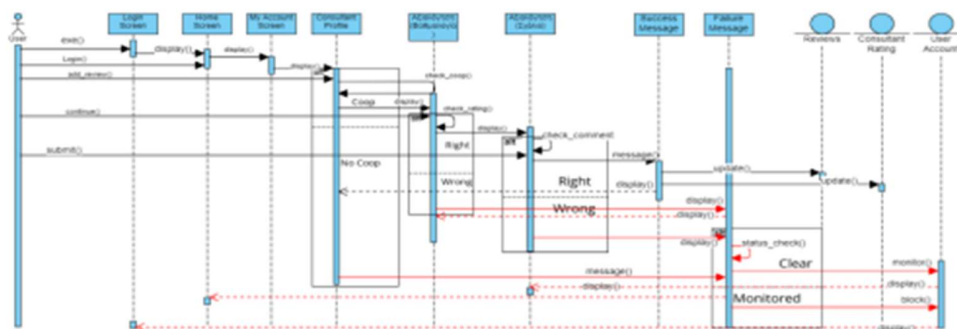 User
Login
Screen
Home
Screen
My Account
Screen
Consultant
Profile
Success
Message
Failure
Message
Reviews
Consultant
Rating
User
Account
exe()
display()
display()
Login()
display()
add_review()
check_coop()
Coop
display()
check_rating()
continue()
display()
check_comment
alt
Right
submit()
message()
No Coop
update()
Right
display()
update()
Wrong
display()
Wrong
display()
display()
status_check()
Clear
monitor()
message()
display()
display()
Monitored
block()
display()